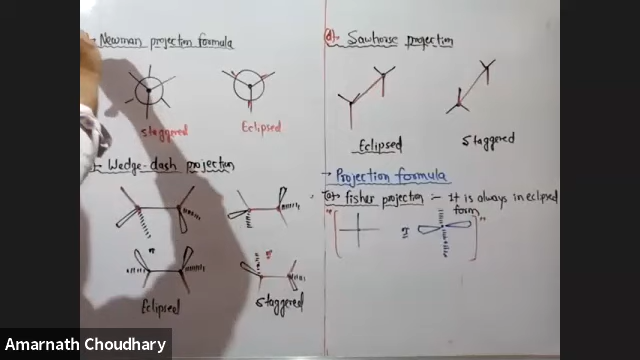 Newman projection formula
Staggered
Eclipsed
Wedge-dash projection
Eclipsed
Staggered
(d) Sawhorse projection
Eclipsed
Staggered
Projection formula
(a) fisher projection :- It is always in eclipsed
form
Amarnath Choudhary